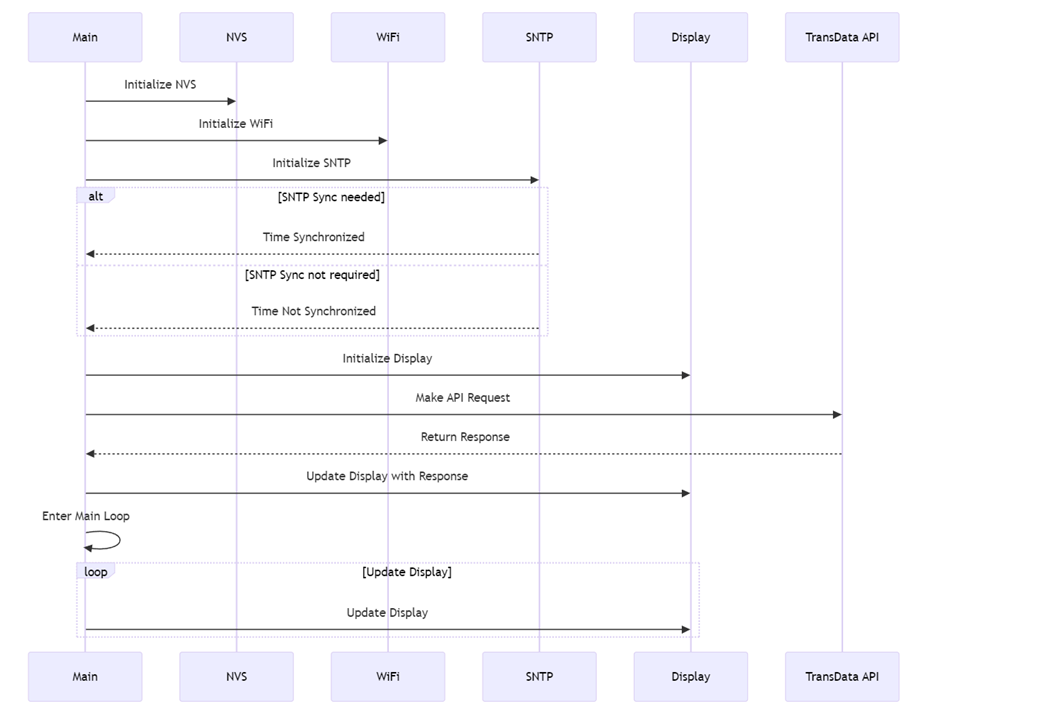 Main
NVS
WiFi
SNTP
Display
TransData API
Initialize NVS
Initialize WiFi
Initialize SNTP
alt
[SNTP Sync needed]
Time Synchronized
[SNTP Sync not required]
Time Not Synchronized
Initialize Display
Make API Request
Return Response
Update Display with Response
Enter Main Loop
loop
[Update Display]
Update Display
Main
NVS
WiFi
SNTP
Display
TransData API